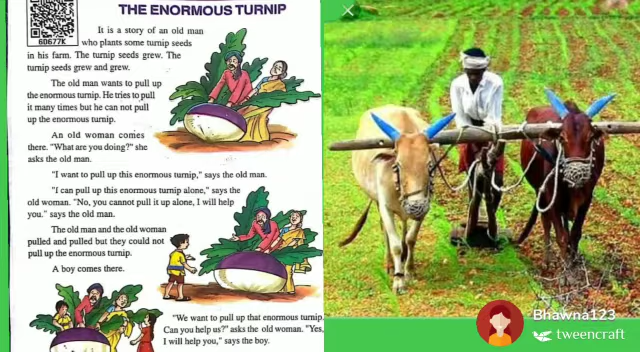 THE ENORMOUS TURNIP
60677K
It is a story of an old man
who plants some turnip seeds
in his farm. The turnip seeds grew. The
turnip seeds grew and grew.
The old man wants to pull up
the enormous turnip. He tries to pull
it many times but he can not pull
up the enormous turnip.
An old woman comes
there. "What are you doing?" she
asks the old man.
"I want to pull up this enormous turnip," says the old man.
"I can pull up this enormous turnip alone," says the
old woman. "No, you cannot pull it up alone, I will help
you." says the old man.
The old man and the old woman
pulled and pulled but they could not
pull up the enormous turnip.
A boy comes there.
"We want to pull up that enormous turnip.
Can you help us?" asks the old woman. "Yes,
I will help you," says the boy.
Bhawna123
tweencraft